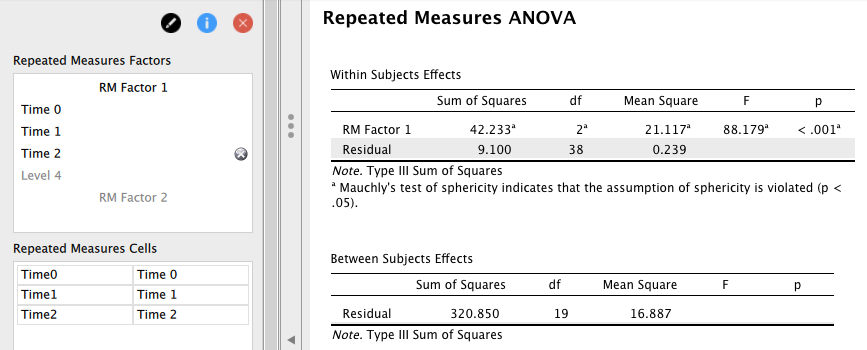 Repeated Measures Factors
RM Factor 1
Time 0
Time 1
Time 2
Level 4
RM Factor 2
Repeated Measures Cells
Time0 Time 0
Time1 Time 1
Time2 Time 2
Repeated Measures ANOVA
Within Subjects Effects
Sum of Squares df Mean Square F p
RM Factor 1 42.233ᵃ 2ᵃ 21.117ᵃ 88.179ᵃ < .001ᵃ
Residual 9.100 38 0.239
Note. Type III Sum of Squares
ᵃ Mauchly's test of sphericity indicates that the assumption of sphericity is violated (p <
.05).
Between Subjects Effects
Sum of Squares df Mean Square F p
Residual 320.850 19 16.887
Note. Type III Sum of Squares